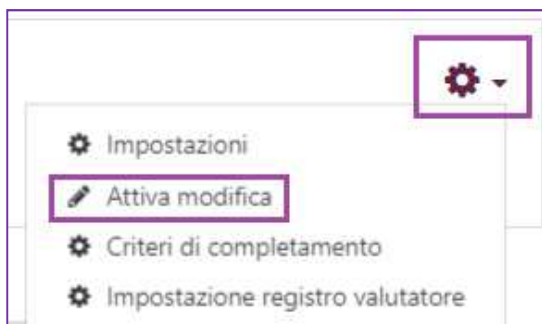 Impostazioni
Attiva modifica
Criteri di completamento
Impostazione registro valutatore